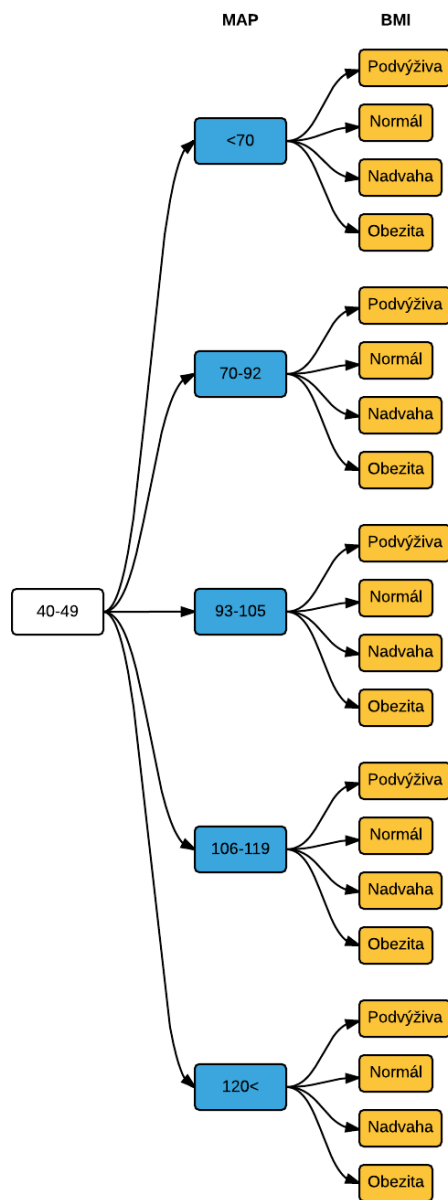 MAP BMI
Podvýživa
Normál
<70
Nadvaha
Obezita
Podvýživa
Normál
70-92
Nadvaha
Obezita
Podvýživa
Normál
40-49
93-105
Nadvaha
Obezita
Podvýživa
Normál
106-119
Nadvaha
Obezita
Podvýživa
Normál
120<
Nadvaha
Obezita